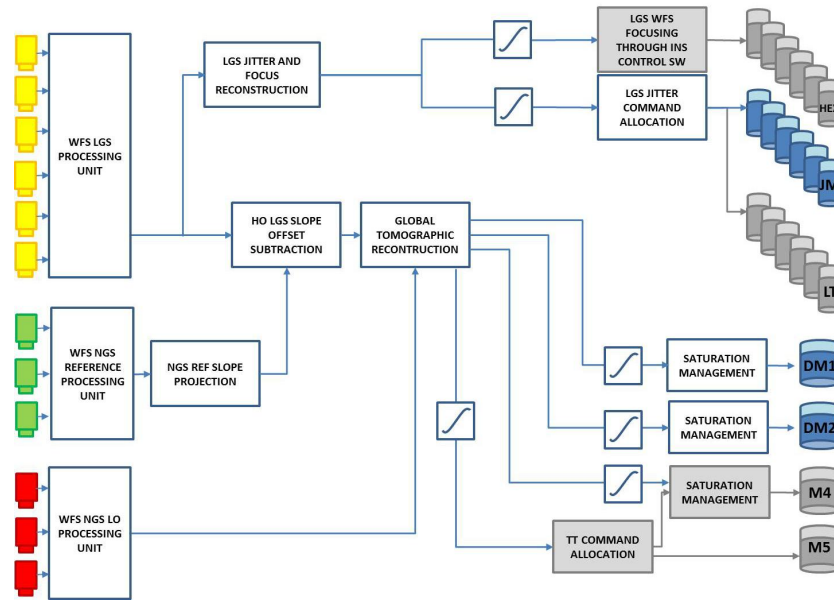 LGS WFS
FOCUSING
THROUGH INS
CONTROL SW
LGS JITTER AND
FOCUS
RECONSTRUCTION
LGS JITTER
COMMAND
ALLOCATION
JM
WFS LGS
PROCESSING
UNIT
HO LGS SLOPE
OFFSET
SUBTRACTION
GLOBAL
TOMOGRAPHIC
RECONTRUCTION
LT
WFS NGS
REFERENCE
PROCESSING
UNIT
NGS REF SLOPE
PROJECTION
SATURATION
MANAGEMENT
DM1
SATURATION
MANAGEMENT
DM2
SATURATION
MANAGEMENT
M4
WFS NGS LO
PROCESSING
UNIT
TT COMMAND
ALLOCATION
M5